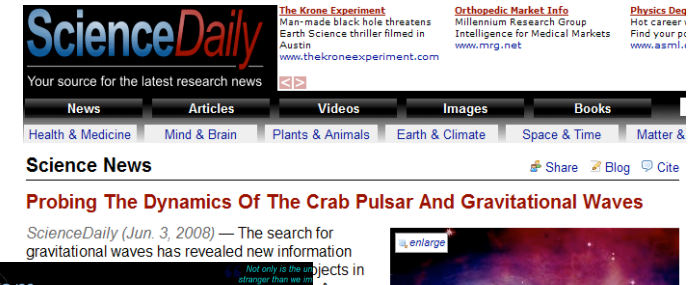 ScienceDaily
Your source for the latest research news
The Krone Experiment
Man-made black hole threatens
Earth Science thriller filmed in
Austin
www.thekroneexperiment.com
Orthopedic Market Info
Millennium Research Group
Intelligence for Medical Markets
www.mrg.net
Physics Deg
Hot career
Find your po
www.asml.
< >
News Articles Videos Images Books
Health & Medicine Mind & Brain Plants & Animals Earth & Climate Space & Time Matter &
Science News
Share Blog Cite
Probing The Dynamics Of The Crab Pulsar And Gravitational Waves
ScienceDaily (Jun. 3, 2008) — The search for
gravitational waves has revealed new information
bjects in
enlarge
Not only is the un
stranger than we im